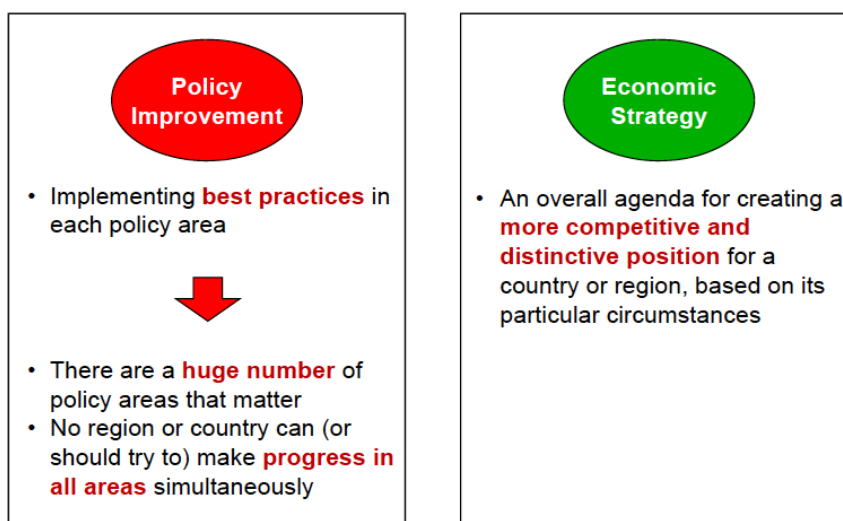 Policy
Improvement
• Implementing best practices in
each policy area
• There are a huge number of
policy areas that matter
• No region or country can (or
should try to) make progress in
all areas simultaneously
Economic
Strategy
• An overall agenda for creating a
more competitive and
distinctive position for a
country or region, based on its
particular circumstances